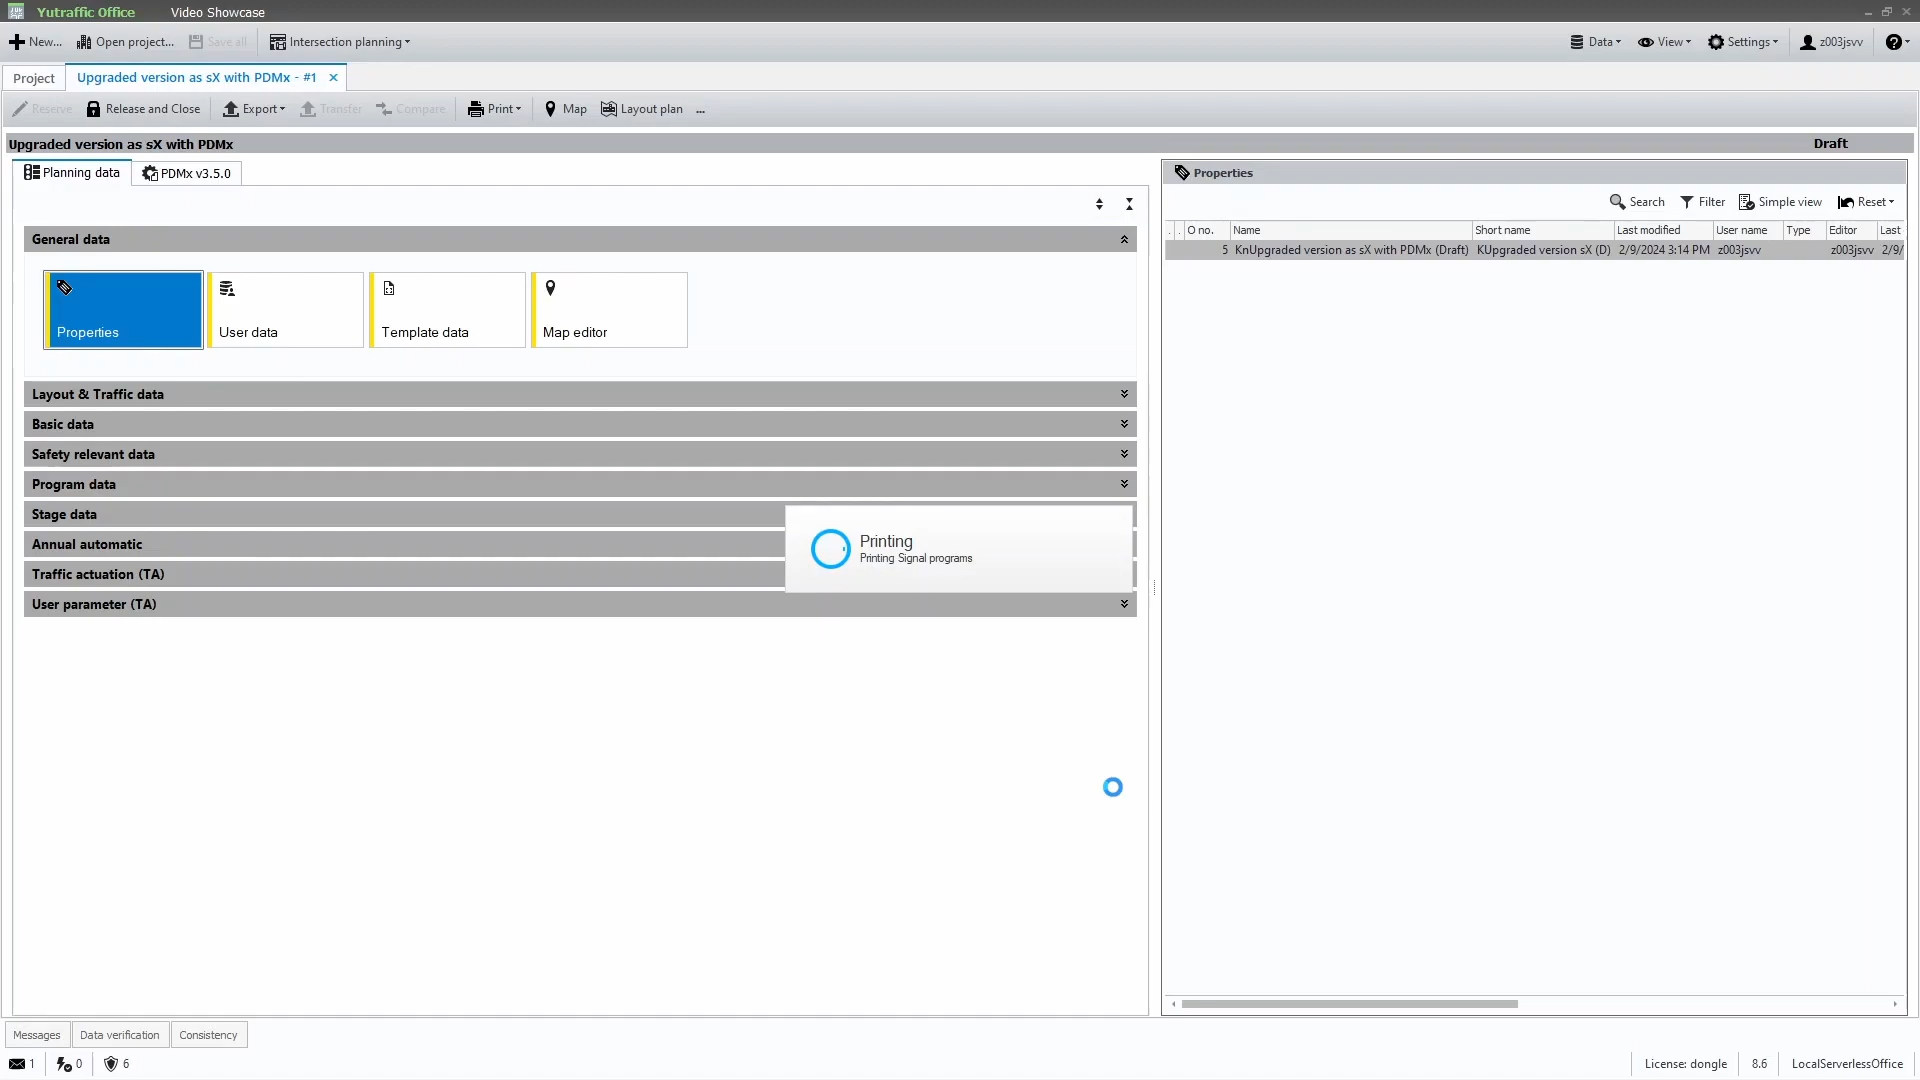 Yutraffic Office Video Showcase
New... Open project... Save all Intersection planning Data View Settings z003jsvv
Project Upgraded version as sX with PDMx - #1
Reserve Release and Close Export Transfer Compare Print Map Layout plan ...
Upgraded version as sX with PDMx Draft
Planning data PDMx v3.5.0
Properties
Search Filter Simple view Reset
O no. Name Short name Last modified User name Type Editor Last
5 KnUpgraded version as sX with PDMx (Draft) KUpgraded version sX (D) 2/9/2024 3:14 PM z003jsvv z003jsvv 2/9/
General data
Properties User data Template data Map editor
Layout & Traffic data
Basic data
Safety relevant data
Program data
Stage data
Annual automatic
Traffic actuation (TA)
User parameter (TA)
Printing
Printing Signal programs
Messages Data verification Consistency
1 0 6 License: dongle 8.6 LocalServerlessOffice